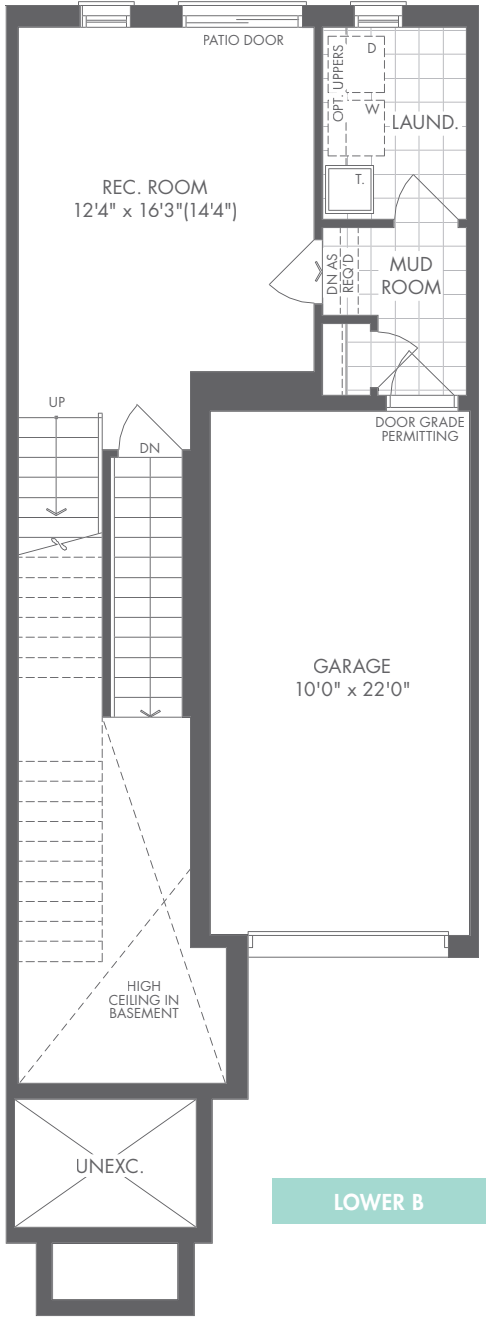 PATIO DOOR
OPT. UPPERS
D
W
LAUND.
T.
REC. ROOM
12'4" x 16'3"(14'4")
DN AS
REQ'D
MUD
ROOM
UP
DN
DOOR GRADE
PERMITTING
GARAGE
10'0" x 22'0"
HIGH
CEILING IN
BASEMENT
UNEXC.
LOWER B